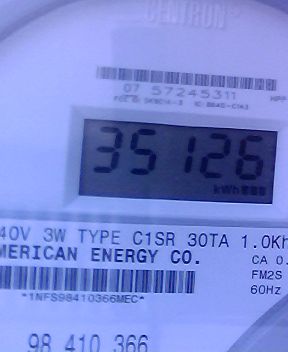 CENTRON®
07 57245311
35126
kWh
40V 3W TYPE C1SR 30TA 1.0Kh
MERICAN ENERGY CO.
CA 0.
FM2S
60Hz
*1NFS98410366MEC*
98 410 366